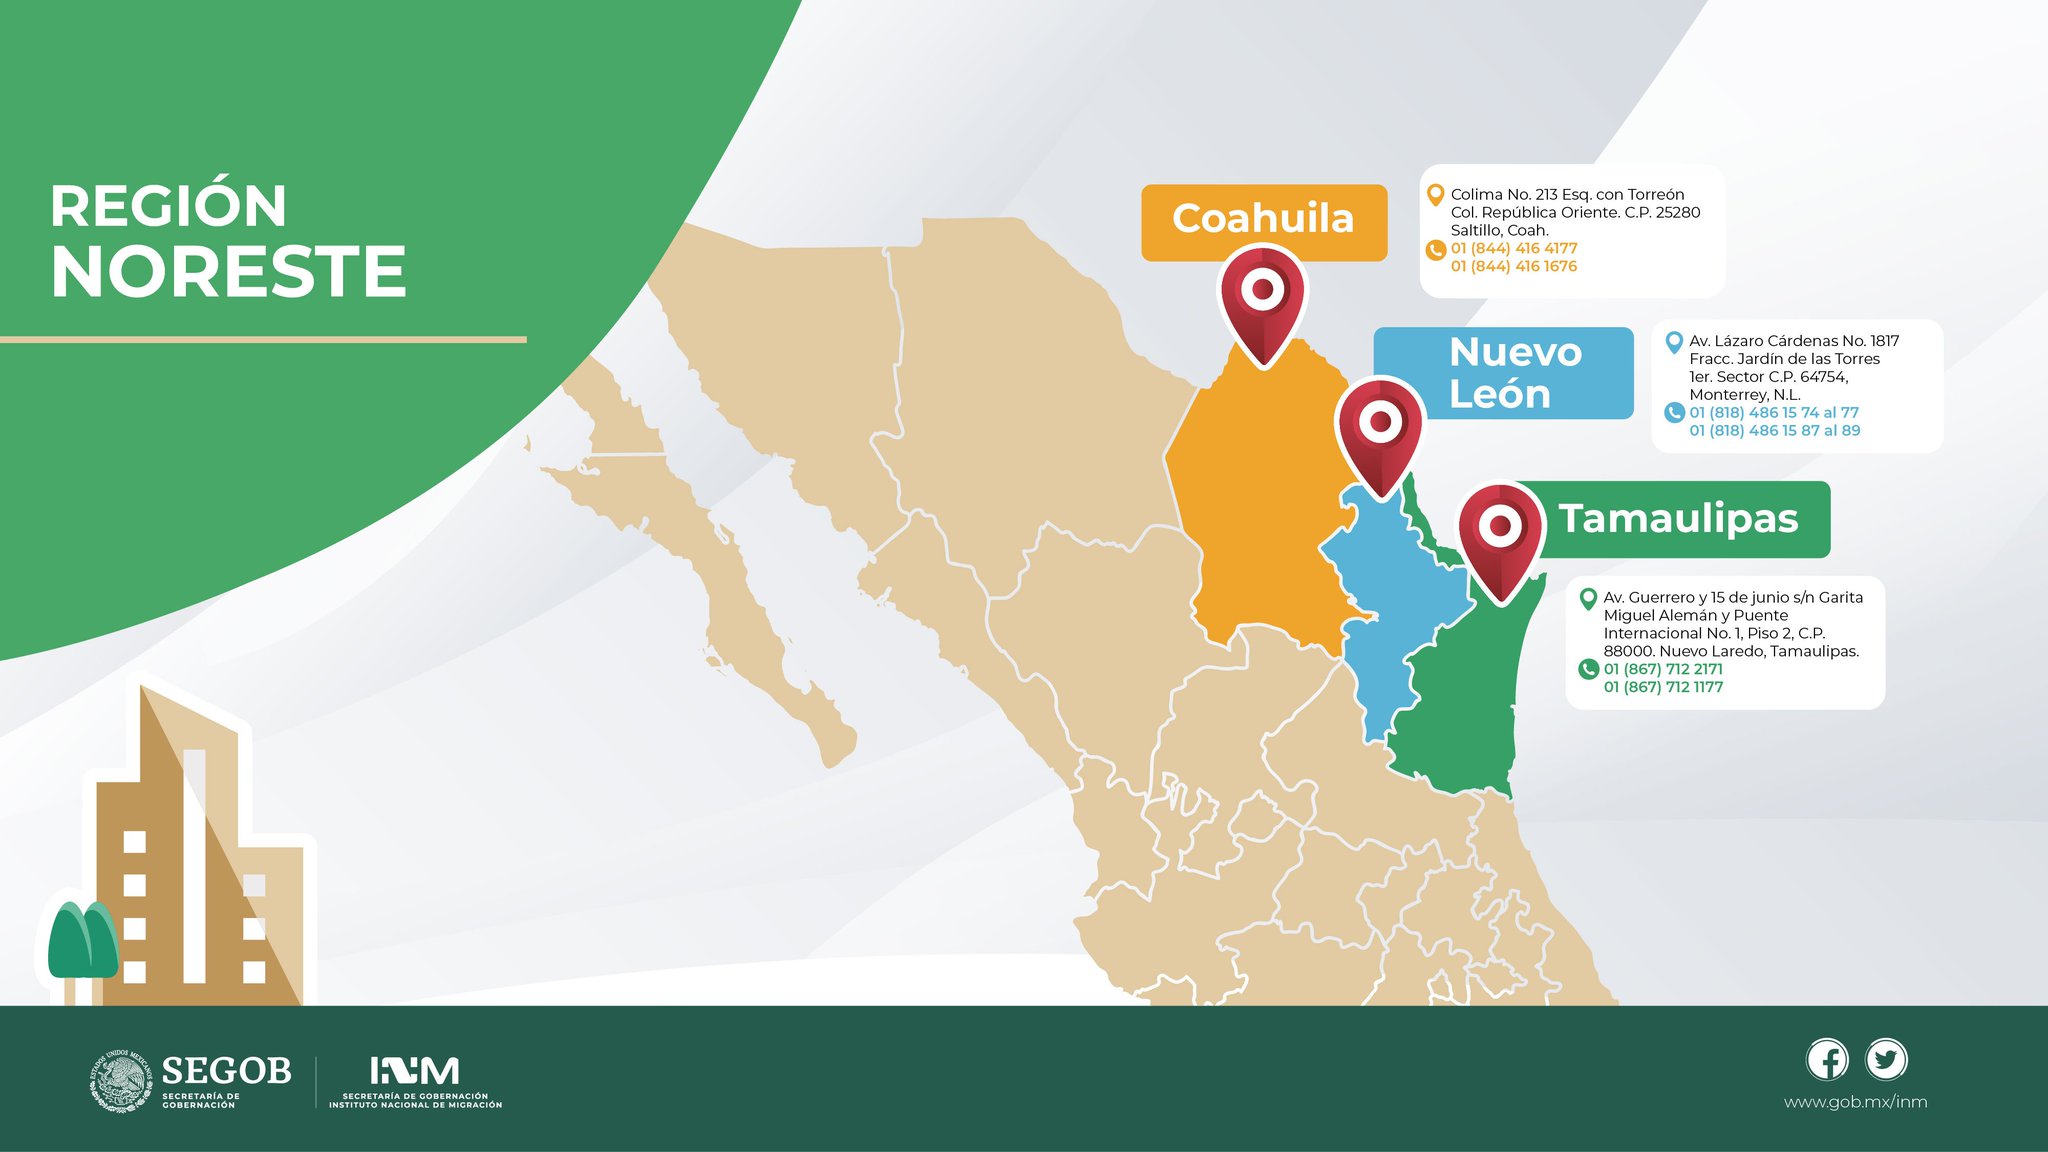 REGIÓN
NORESTE
Coahuila
Colima No. 213 Esq. con Torreón
Col. República Oriente. C.P. 25280
Saltillo, Coah.
01 (844) 416 4177
01 (844) 416 1676
Nuevo
León
Av. Lázaro Cárdenas No. 1817
Fracc. Jardín de las Torres
1er. Sector C.P. 64754,
Monterrey, N.L.
01 (818) 486 15 74 al 77
01 (818) 486 15 87 al 89
Tamaulipas
Av. Guerrero y 15 de junio s/n Garita
Miguel Alemán y Puente
Internacional No. 1, Piso 2, C.P.
88000. Nuevo Laredo, Tamaulipas.
01 (867) 712 2171
01 (867) 712 1177
ESTADOS UNIDOS MEXICANOS
SEGOB
SECRETARÍA DE
GOBERNACIÓN
INM
SECRETARÍA DE GOBERNACIÓN
INSTITUTO NACIONAL DE MIGRACIÓN
www.gob.mx/inm